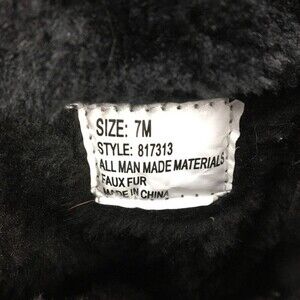 SIZE: 7M
STYLE: 817313
ALL MAN MADE MATERIALS
FAUX FUR
MADE IN CHINA